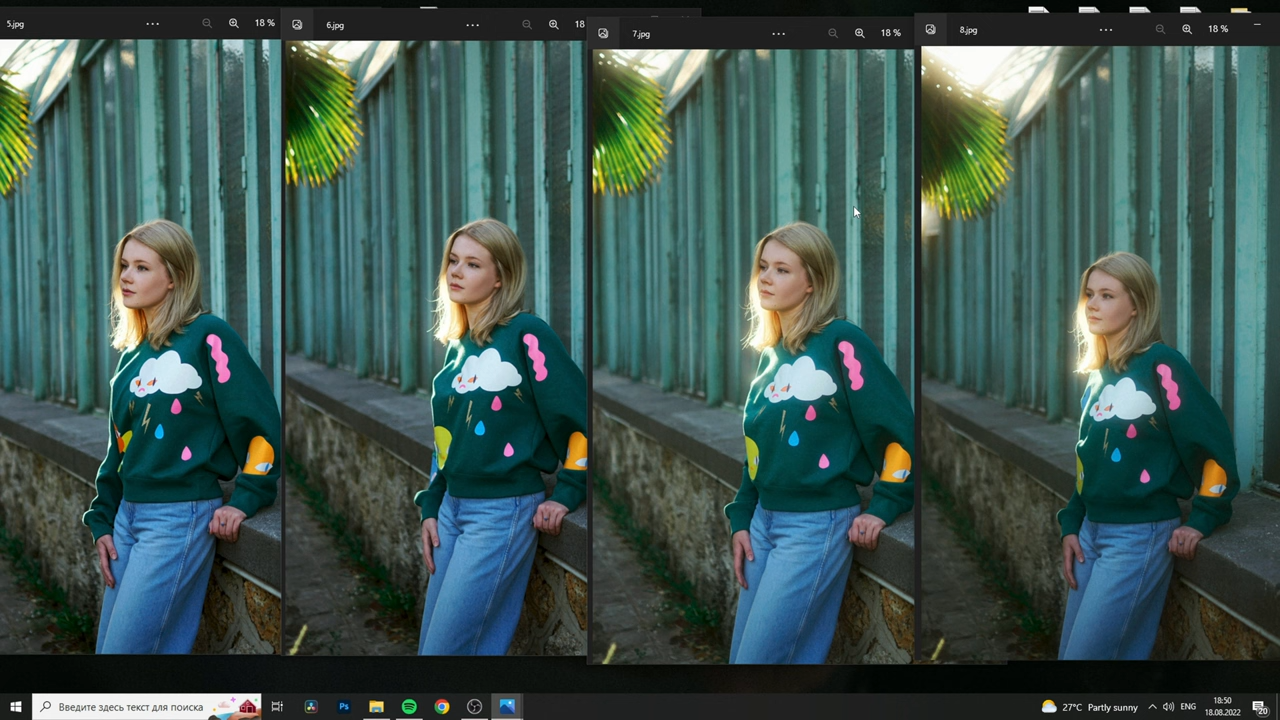 5.jpg
18 %
6.jpg
18
7.jpg
18 %
8.jpg
18 %
Введите здесь текст для поиска
Ps
27°C Partly sunny
ENG
18:50
18.08.2022
20